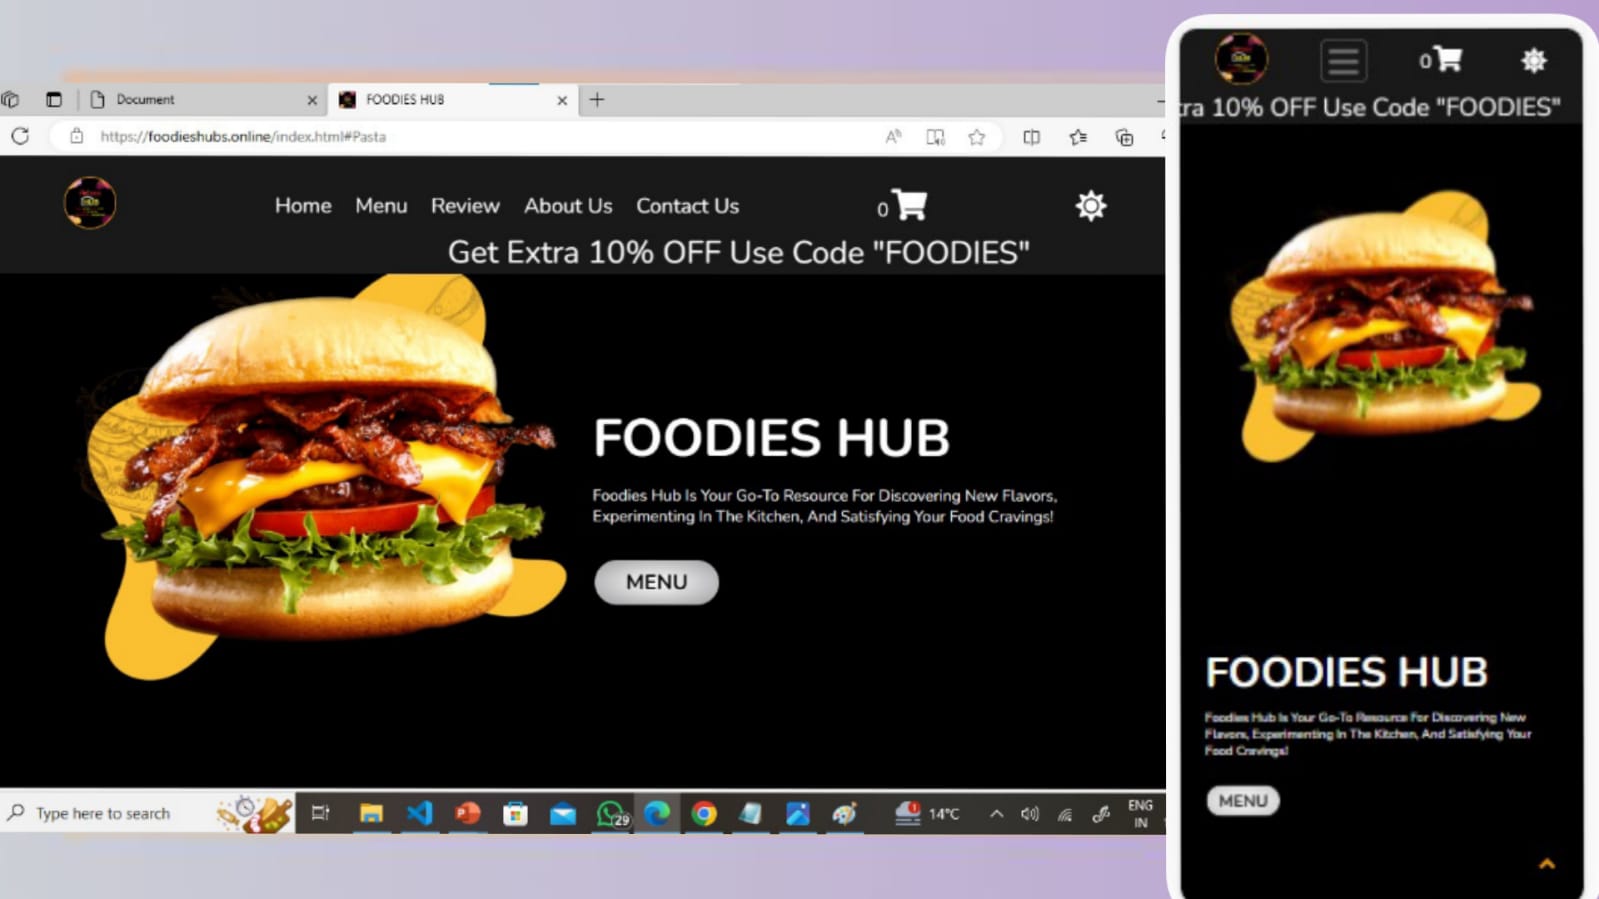 Document
FOODIES HUB
https://foodieshubs.online/index.html#Pasta
Home Menu Review About Us Contact Us
0
Get Extra 10% OFF Use Code "FOODIES"
FOODIES HUB
Foodies Hub Is Your Go-To Resource For Discovering New Flavors,
Experimenting In The Kitchen, And Satisfying Your Food Cravings!
MENU
Type here to search
29
1
14°C
ENG
IN
0
tra 10% OFF Use Code "FOODIES"
FOODIES HUB
Foodies Hub Is Your Go-To Resource For Discovering New
Flavors, Experimenting In The Kitchen, And Satisfying Your
Food Cravings!
MENU